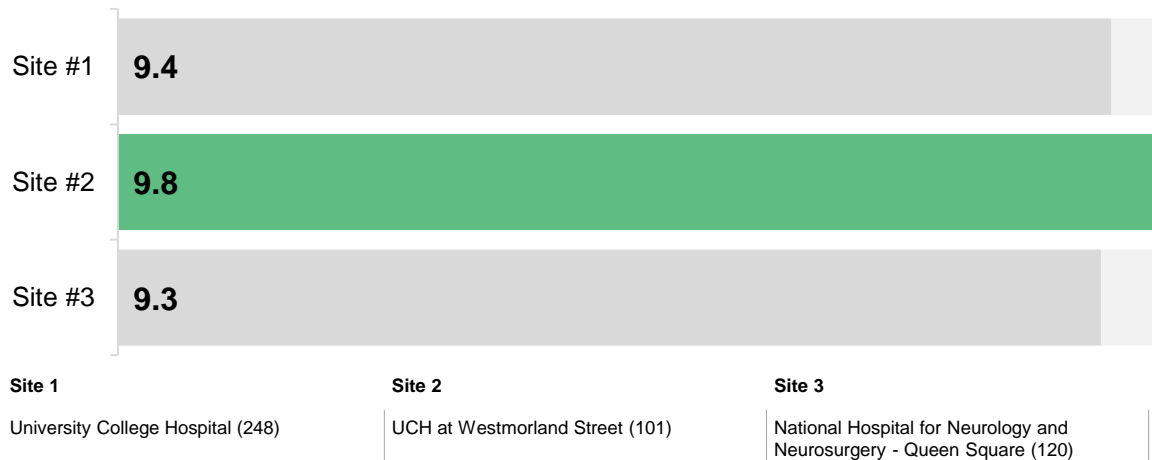 Site #1
9.4
Site #2
9.8
Site #3
9.3
Site 1
University College Hospital (248)
Site 2
UCH at Westmorland Street (101)
Site 3
National Hospital for Neurology and
Neurosurgery - Queen Square (120)